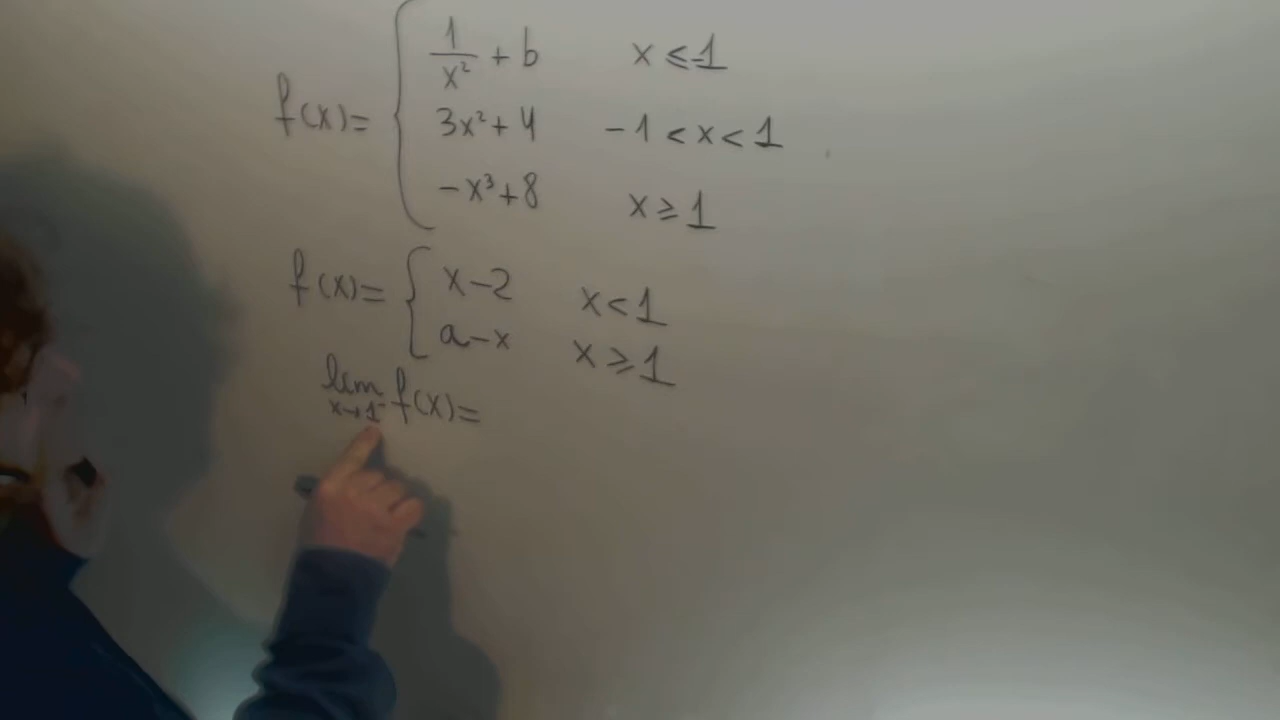 f(x) = { 1/x² + b    x ≤ -1
3x² + 4    -1 < x < 1
-x³ + 8    x ≥ 1
f(x) = { x - 2    x < 1
a - x    x ≥ 1
lim x→1⁻ f(x) =